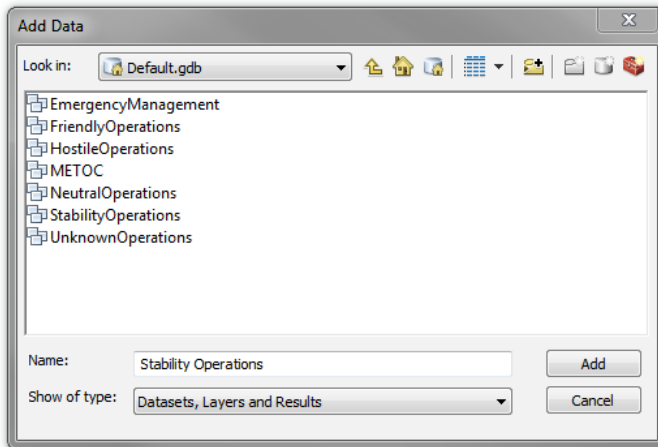 Add Data
Look in: Default.gdb
EmergencyManagement
FriendlyOperations
HostileOperations
METOC
NeutralOperations
StabilityOperations
UnknownOperations
Name: Stability Operations Add
Show of type: Datasets, Layers and Results Cancel